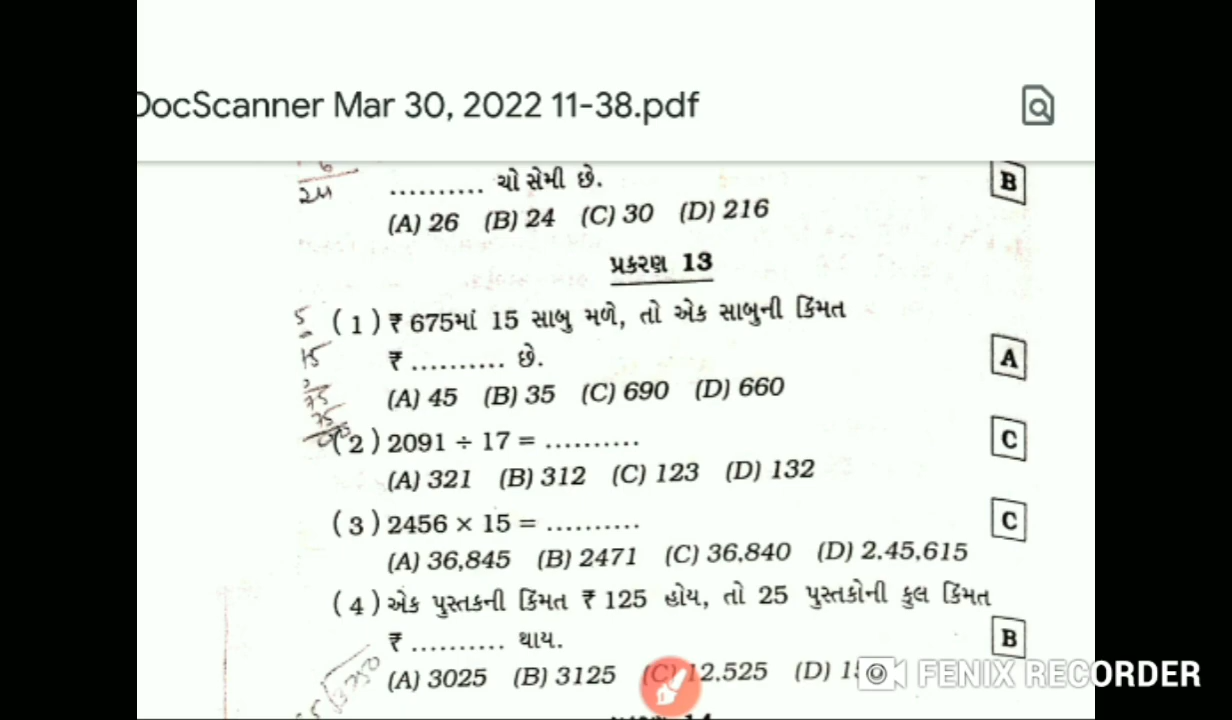 DocScanner Mar 30, 2022 11-38.pdf
24
.......... ચો સેમી છે.
B
(A) 26 (B) 24 (C) 30 (D) 216
પ્રકરણ 13
(1) ₹ 675માં 15 સાબુ મળે, તો એક સાબુની કિંમત
₹ .......... છે.
A
(A) 45 (B) 35 (C) 690 (D) 660
(2) 2091 ÷ 17 = ..........
C
(A) 321 (B) 312 (C) 123 (D) 132
(3) 2456 × 15 = ..........
C
(A) 36,845 (B) 2471 (C) 36,840 (D) 2,45,615
(4) એક પુસ્તકની કિંમત ₹ 125 હોય, તો 25 પુસ્તકોની કુલ કિંમત
₹ .......... થાય.
B
(A) 3025 (B) 3125 (C) 12,525 (D)
FENIX RECORDER